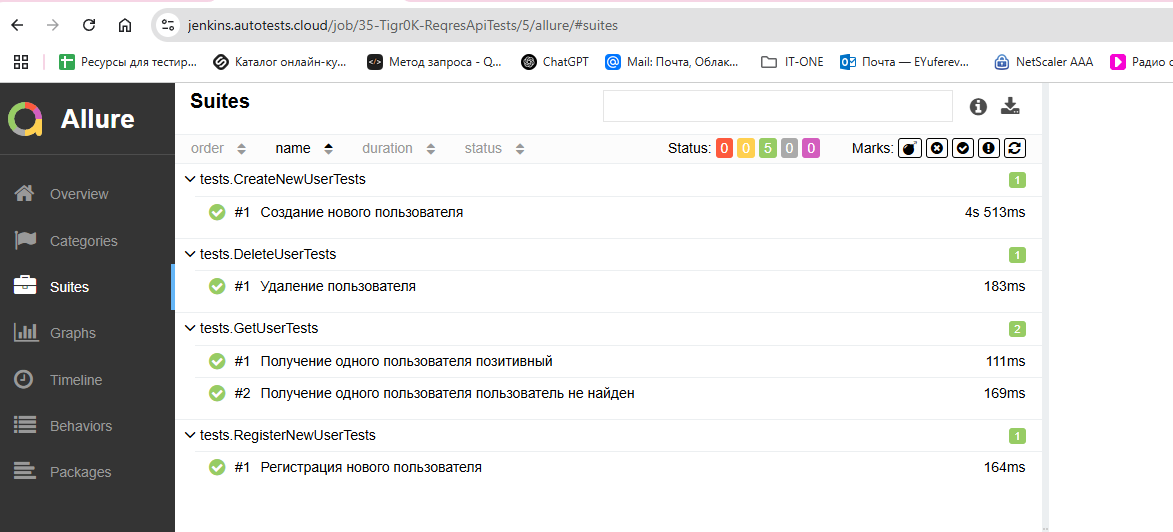 jenkins.autotests.cloud/job/35-Tigr0K-ReqresApiTests/5/allure/#suites
Ресурсы для тестир... Каталог онлайн-ку... Метод запроса - Q... ChatGPT Mail: Почта, Облак... IT-ONE Почта — EYuferev... NetScaler AAA Радио о
Allure
Suites
order name duration status Status: 0 0 5 0 0 Marks:
Overview
Categories
Suites
Graphs
Timeline
Behaviors
Packages
tests.CreateNewUserTests 1
#1 Создание нового пользователя 4s 513ms
tests.DeleteUserTests 1
#1 Удаление пользователя 183ms
tests.GetUserTests 2
#1 Получение одного пользователя позитивный 111ms
#2 Получение одного пользователя пользователь не найден 169ms
tests.RegisterNewUserTests 1
#1 Регистрация нового пользователя 164ms